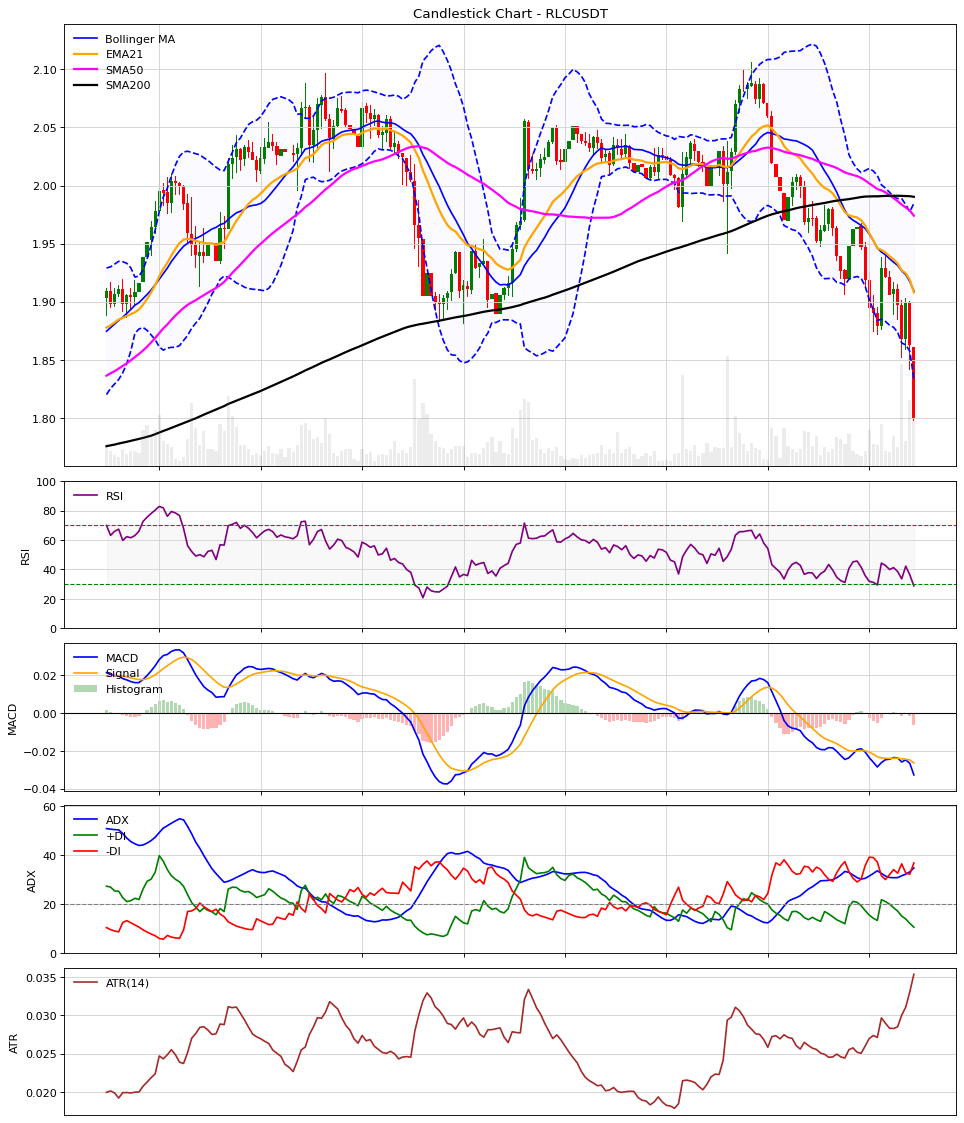 Candlestick Chart - RLCUSDT
Bollinger MA
EMA21
SMA50
SMA200
2.10
2.05
2.00
1.95
1.90
1.85
1.80
RSI
RSI
100
80
60
40
20
0
MACD
MACD
Signal
Histogram
0.02
0.00
−0.02
−0.04
ADX
ADX
+DI
-DI
60
40
20
0
ATR
ATR(14)
0.035
0.030
0.025
0.020